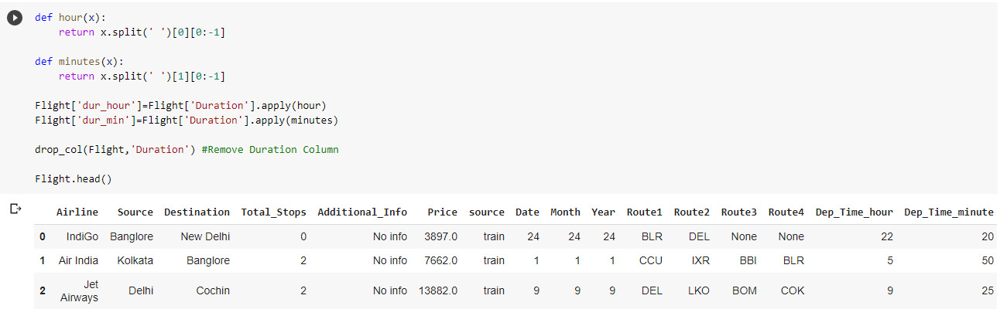 def hour(x):
    return x.split(' ')[0][0:-1]
def minutes(x):
    return x.split(' ')[1][0:-1]
Flight['dur_hour']=Flight['Duration'].apply(hour)
Flight['dur_min']=Flight['Duration'].apply(minutes)
drop_col(Flight,'Duration') #Remove Duration Column
Flight.head()
Airline Source Destination Total_Stops Additional_Info Price source Date Month Year Route1 Route2 Route3 Route4 Dep_Time_hour Dep_Time_minute
0 IndiGo Banglore New Delhi 0 No info 3897.0 train 24 24 24 BLR DEL None None 22 20
1 Air India Kolkata Banglore 2 No info 7662.0 train 1 1 1 CCU IXR BBI BLR 5 50
2 Jet Airways Delhi Cochin 2 No info 13882.0 train 9 9 9 DEL LKO BOM COK 9 25